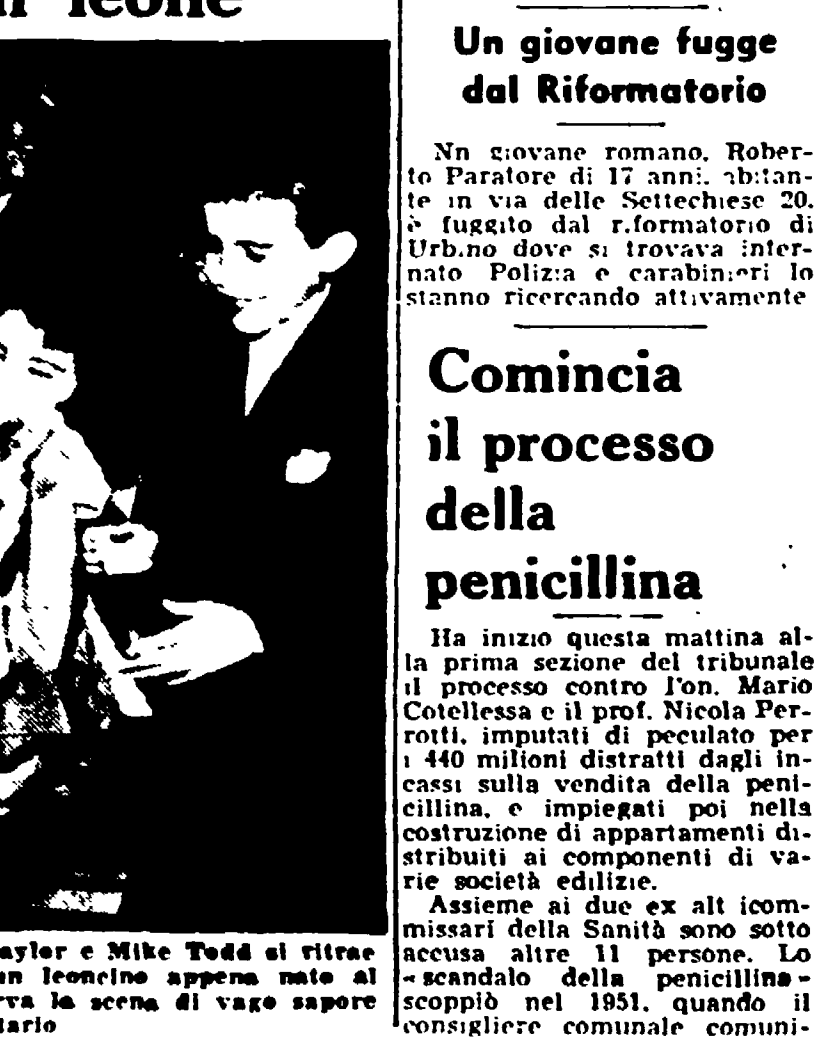 leone
ayler e Mike Todd si ritrae
un leoncino appena nato al
rva la scena di vago sapore
tario
Un giovane fugge
dal Riformatorio
Nn giovane romano, Rober-
to Paratore di 17 anni, abitan-
te in via delle Settechiese 20,
è fuggito dal r.formatorio di
Urb.no dove si trovava inter-
nato Polizia e carabinieri lo
stanno ricercando attivamente
Comincia
il processo
della
penicillina
Ha inizio questa mattina al-
la prima sezione del tribunale
il processo contro l'on. Mario
Cotellessa e il prof. Nicola Per-
rotti, imputati di peculato per
i 440 milioni distratti dagli in-
cassi sulla vendita della peni-
cillina, e impiegati poi nella
costruzione di appartamenti di-
stribuiti ai componenti di va-
rie società edilizie.
Assieme ai due ex alt icom-
missari della Sanità sono sotto
accusa altre 11 persone. Lo
«scandalo della penicillina»
scoppiò nel 1951, quando il
consigliere comunale comuni-